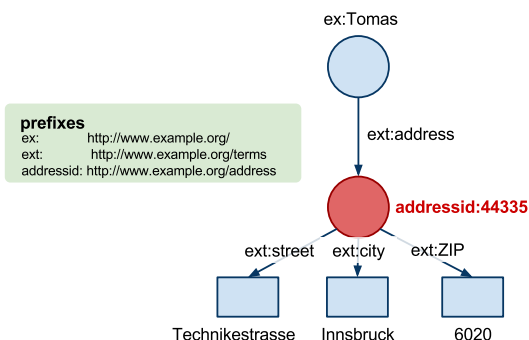 ex:Tomas
prefixes
ex: http://www.example.org/
ext: http://www.example.org/terms
addressid: http://www.example.org/address
ext:address
addressid:44335
ext:street ext:city ext:ZIP
Technikestrasse Innsbruck 6020